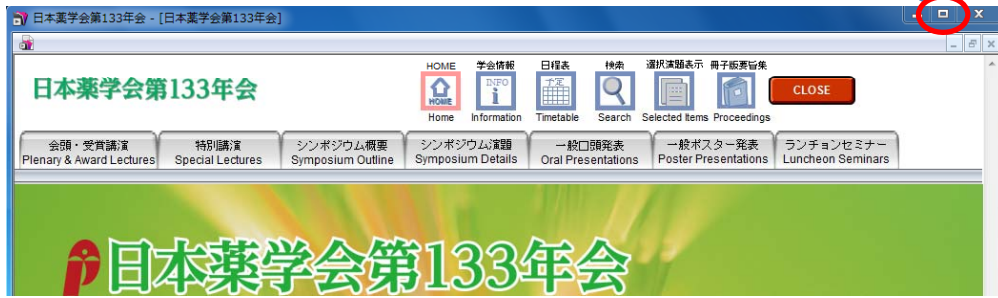 日本薬学会第133年会 - [日本薬学会第133年会]
日本薬学会第133年会
HOME 学会情報 日程表 検索 選択演題表示 冊子版要旨集
INFO
予定
HOME
CLOSE
Home Information Timetable Search Selected Items Proceedings
会頭・受賞講演 特別講演 シンポジウム概要 シンポジウム演題 一般口頭発表 一般ポスター発表 ランチョンセミナー
Plenary & Award Lectures Special Lectures Symposium Outline Symposium Details Oral Presentations Poster Presentations Luncheon Seminars
日本薬学会第133年会